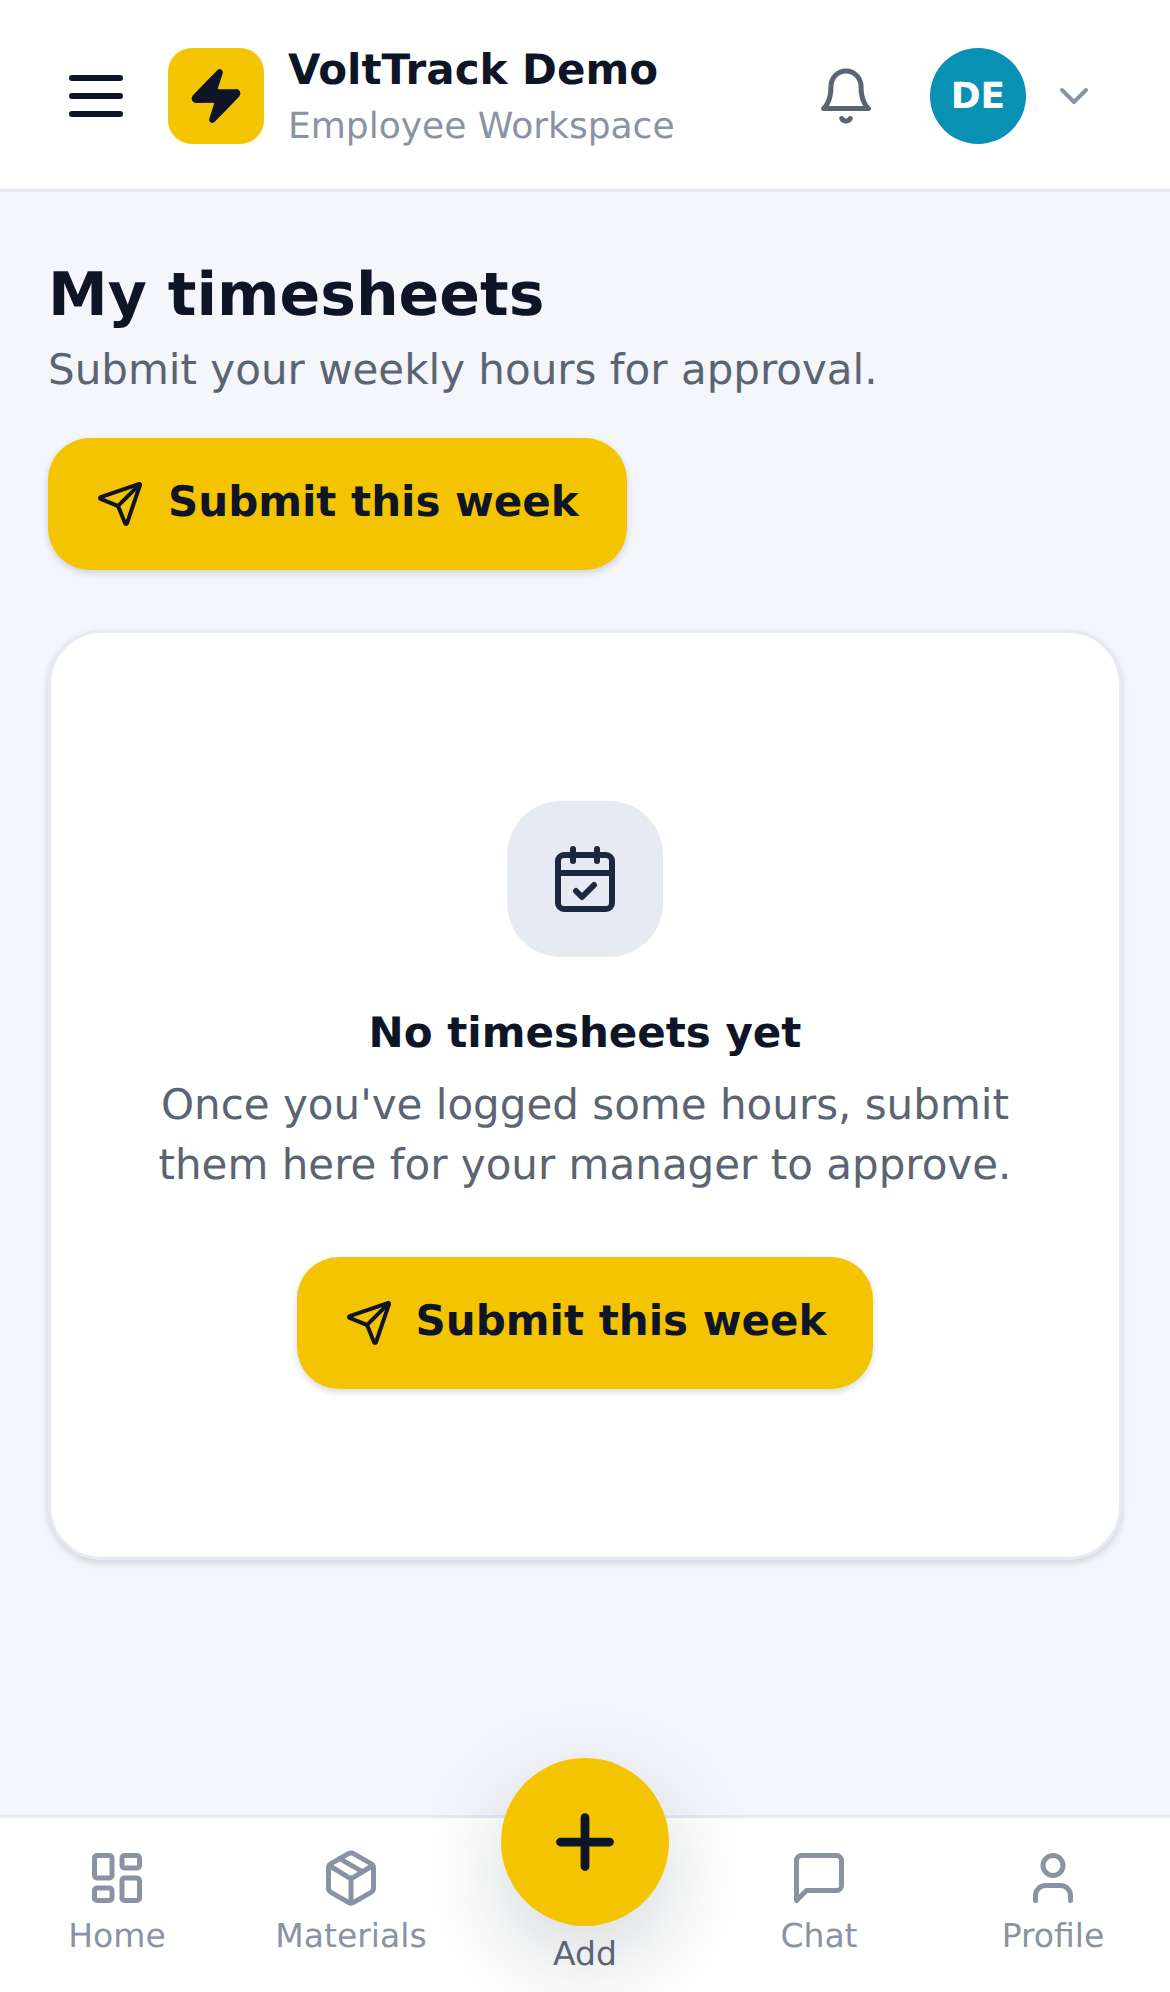 VoltTrack Demo
Employee Workspace
DE
My timesheets
Submit your weekly hours for approval.
Submit this week
No timesheets yet
Once you've logged some hours, submit
them here for your manager to approve.
Submit this week
Home
Materials
Add
Chat
Profile